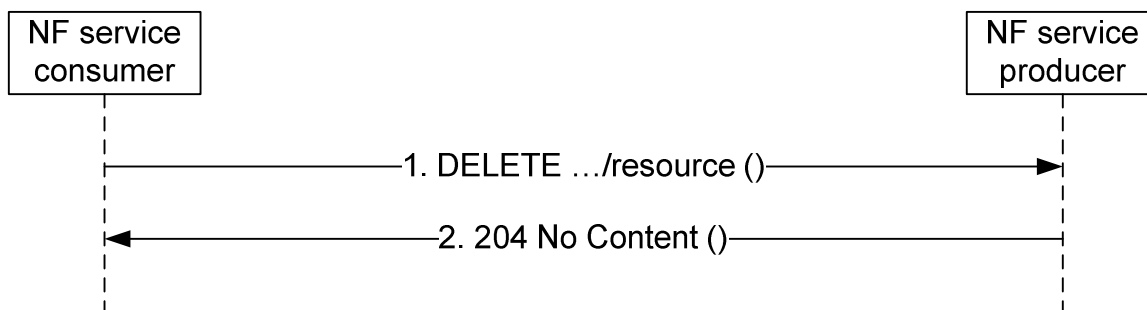 NF service
consumer
NF service
producer
1. DELETE …/resource ()
2. 204 No Content ()